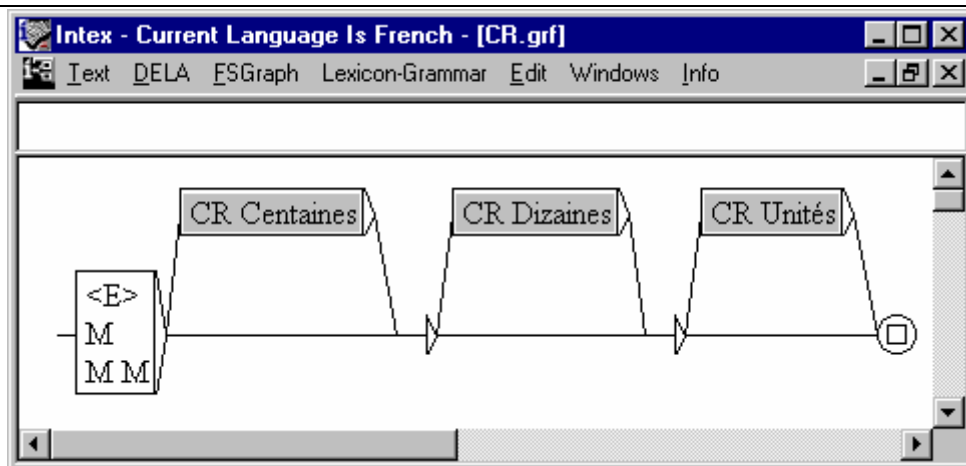 Intex - Current Language Is French - [CR.grf]
Text DELA FSGraph Lexicon-Grammar Edit Windows Info
CR Centaines CR Dizaines CR Unités
<E>
M
M M